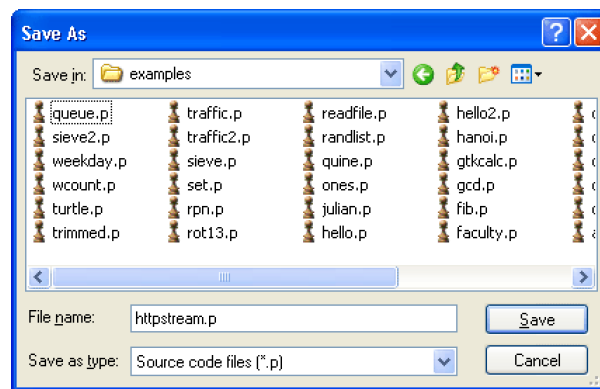 Save As
Save in: examples
queue.p traffic.p readfile.p hello2.p
sieve2.p traffic2.p randlist.p hanoi.p
weekday.p sieve.p quine.p gtkcalc.p
wcount.p set.p ones.p gcd.p
turtle.p rpn.p julian.p fib.p
trimmed.p rot13.p hello.p faculty.p
File name: httpstream.p Save
Save as type: Source code files (*.p) Cancel